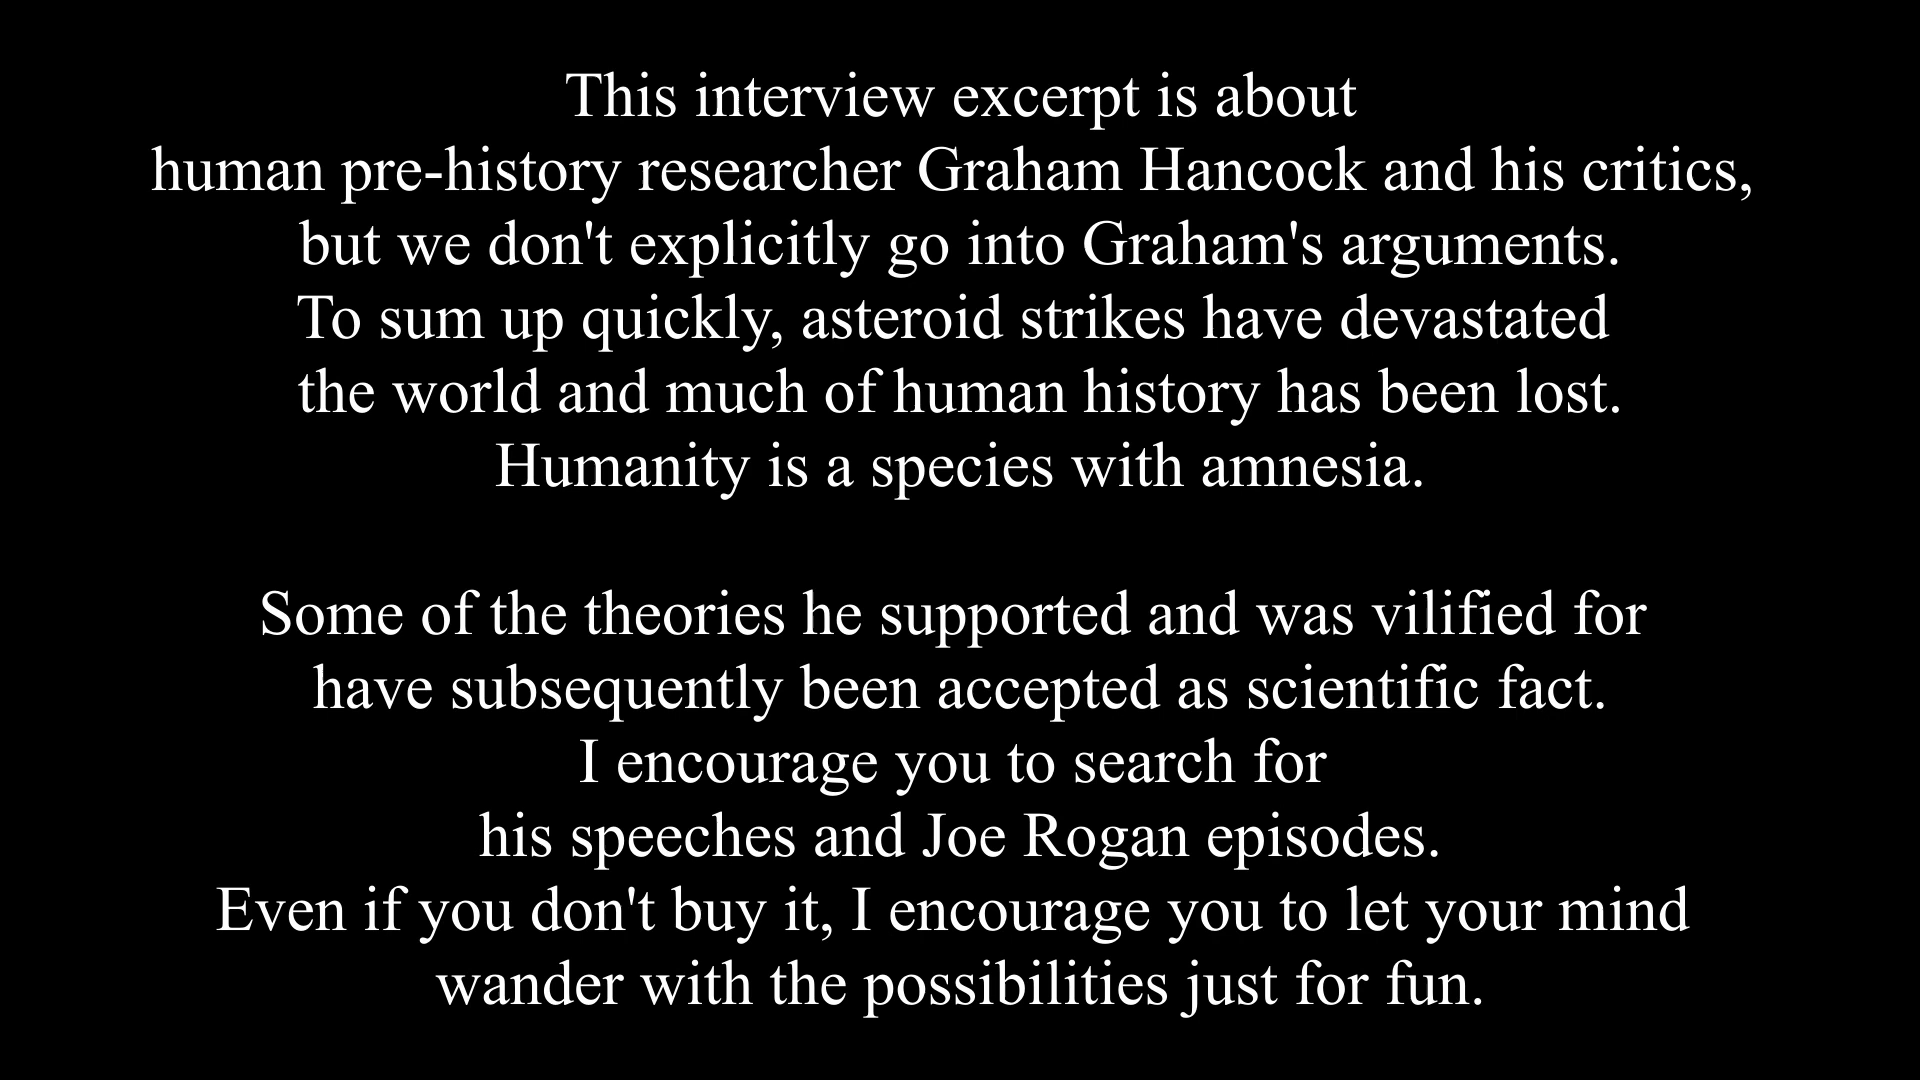 This interview excerpt is about
human pre-history researcher Graham Hancock and his critics,
but we don't explicitly go into Graham's arguments.
To sum up quickly, asteroid strikes have devastated
the world and much of human history has been lost.
Humanity is a species with amnesia.
Some of the theories he supported and was vilified for
have subsequently been accepted as scientific fact.
I encourage you to search for
his speeches and Joe Rogan episodes.
Even if you don't buy it, I encourage you to let your mind
wander with the possibilities just for fun.